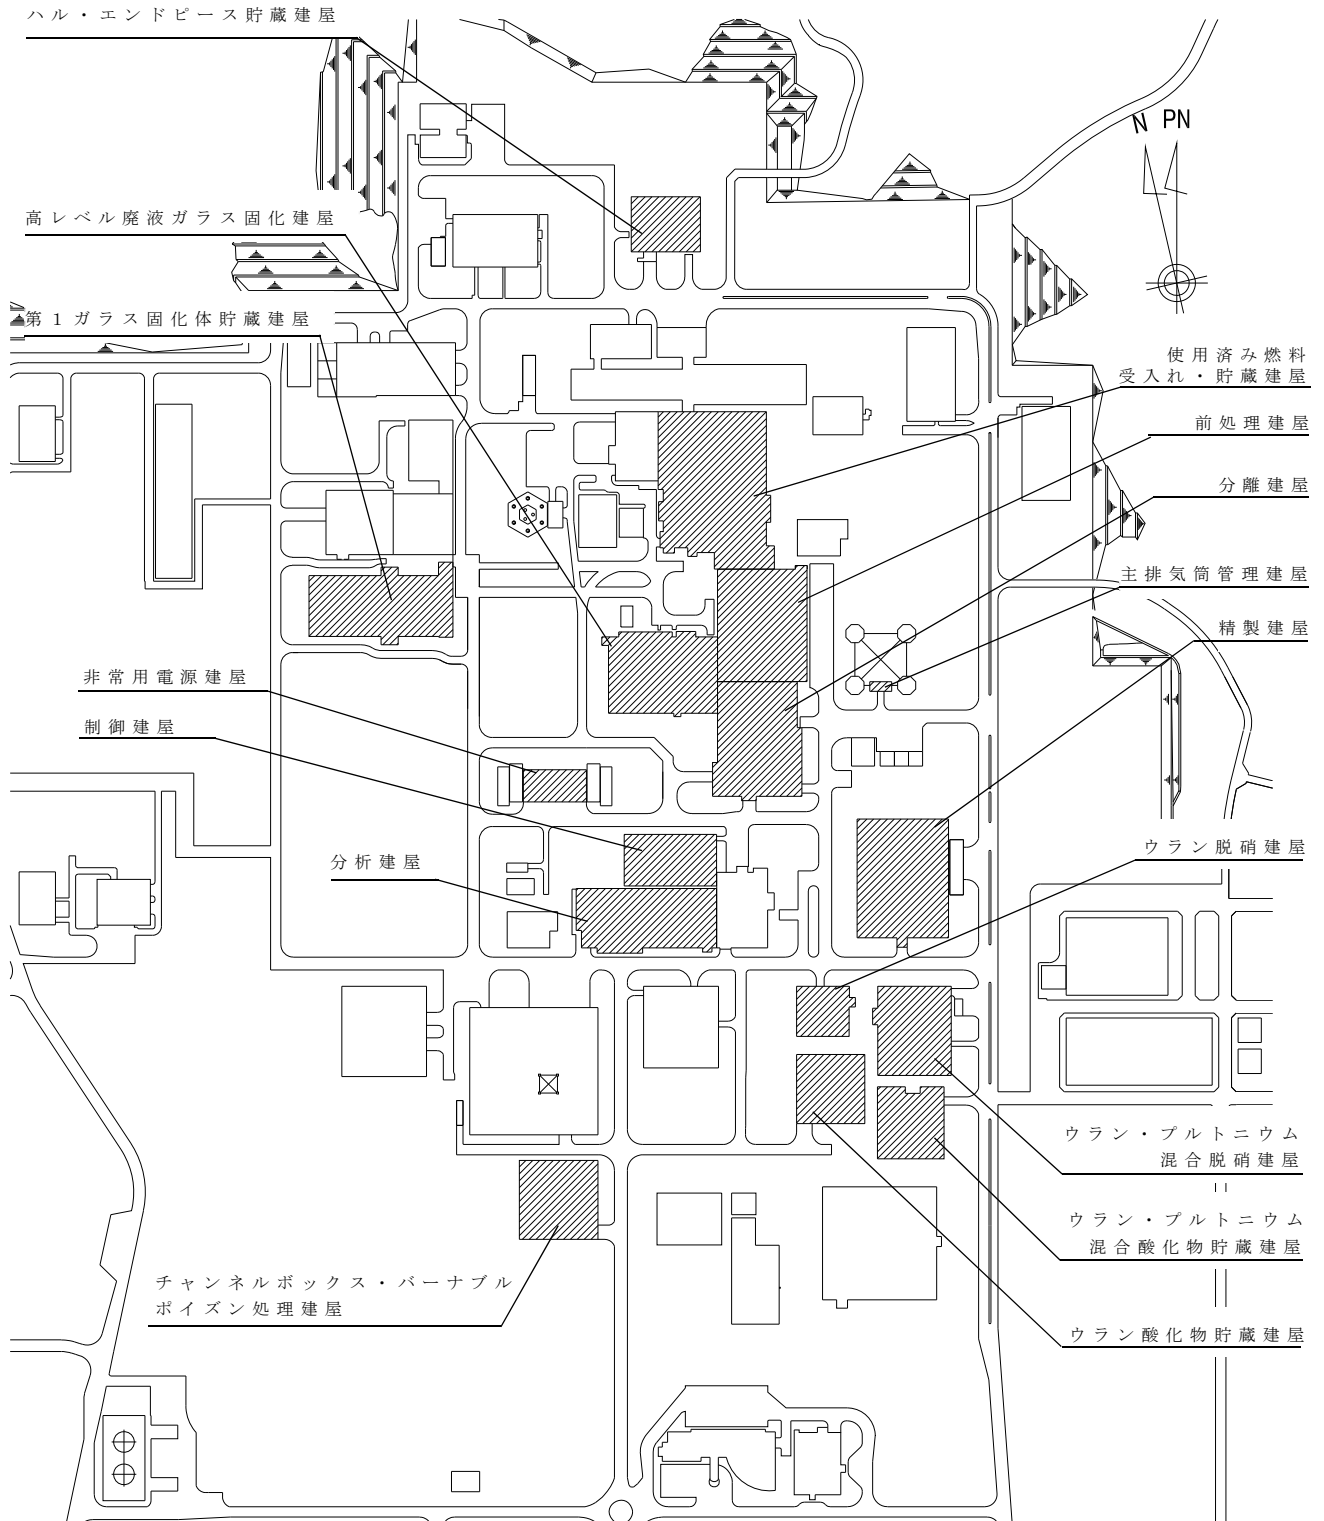 ハル・エンドピース貯蔵建屋
N PN
高レベル廃液ガラス固化建屋
第1ガラス固化体貯蔵建屋
使用済み燃料
受入れ・貯蔵建屋
前処理建屋
分離建屋
主排気筒管理建屋
精製建屋
非常用電源建屋
制御建屋
分析建屋
ウラン脱硝建屋
ウラン・プルトニウム
混合脱硝建屋
ウラン・プルトニウム
混合酸化物貯蔵建屋
チャンネルボックス・バーナブル
ポイズン処理建屋
ウラン酸化物貯蔵建屋